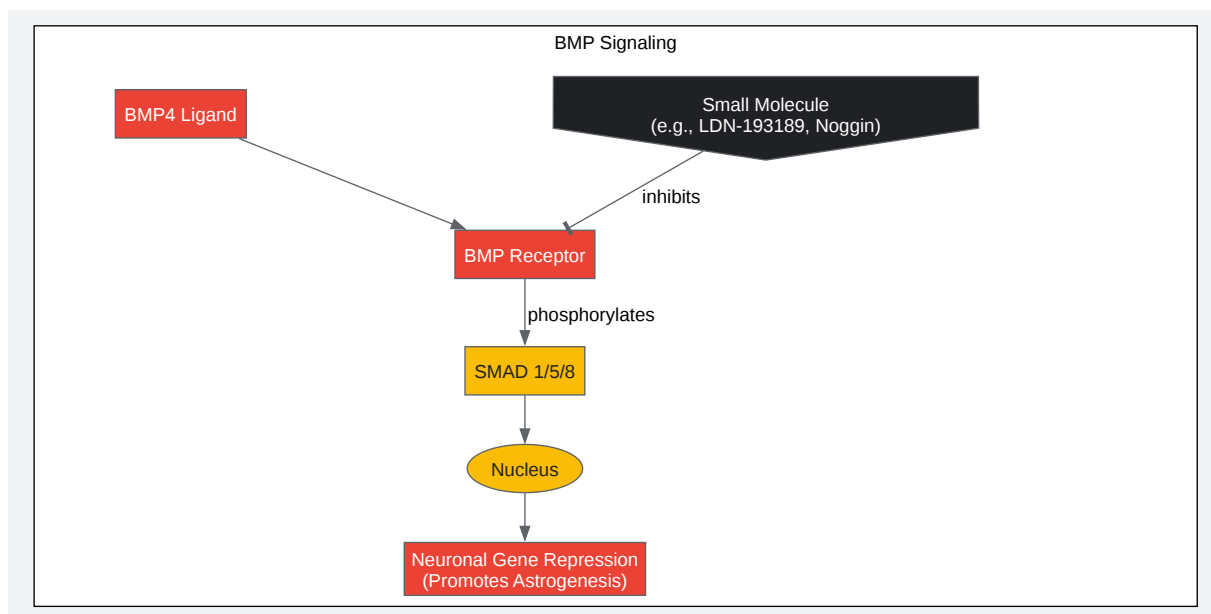 BMP Signaling
BMP4 Ligand
Small Molecule
(e.g., LDN-193189, Noggin)
inhibits
BMP Receptor
phosphorylates
SMAD 1/5/8
Nucleus
Neuronal Gene Repression
(Promotes Astrogenesis)